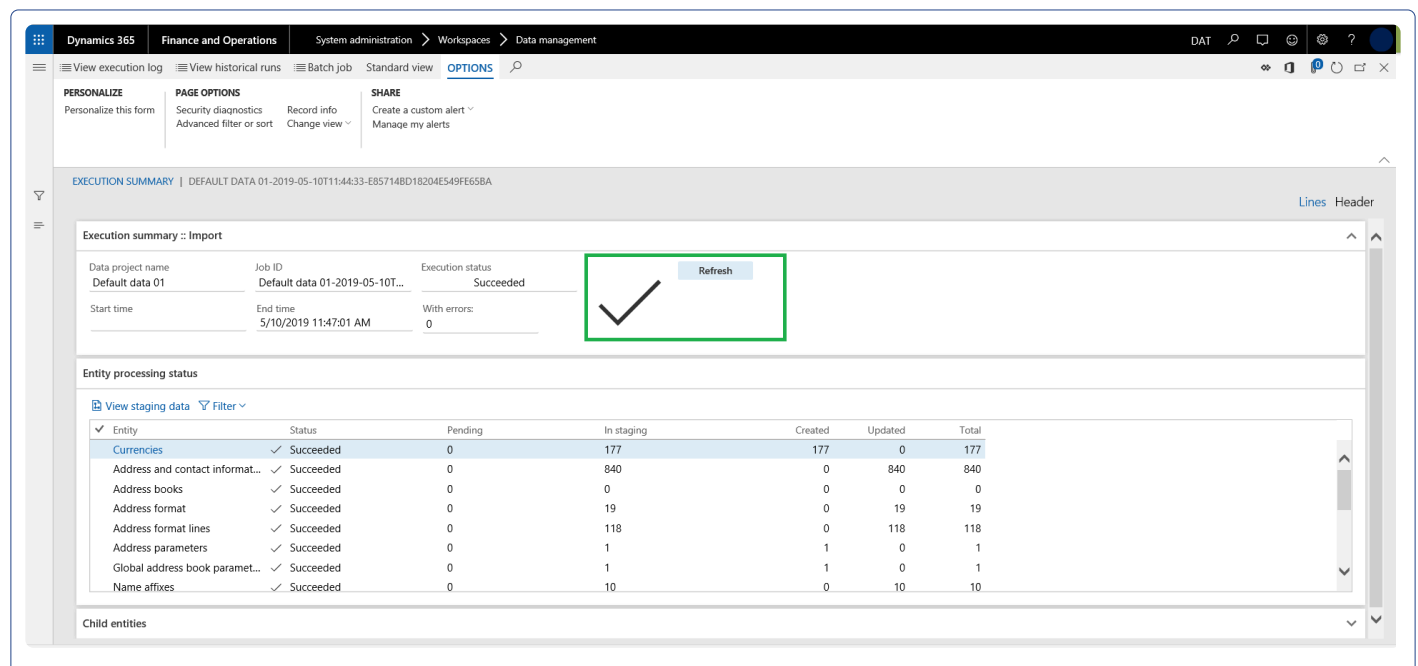 Dynamics 365 Finance and Operations System administration Workspaces Data management DAT ?
View execution log View historical runs Batch job Standard view OPTIONS 0
PERSONALIZE PAGE OPTIONS SHARE
Personalize this form Security diagnostics Record info Create a custom alert
Advanced filter or sort Change view Manage my alerts
EXECUTION SUMMARY | DEFAULT DATA 01-2019-05-10T11:44:33-E85714BD18204E549FE65BA
Lines Header
Execution summary :: Import
Data project name Job ID Execution status Refresh
Default data 01 Default data 01-2019-05-10T... Succeeded
Start time End time With errors:
5/10/2019 11:47:01 AM 0
Entity processing status
View staging data Filter
Entity Status Pending In staging Created Updated Total
Currencies Succeeded 0 177 177 0 177
Address and contact informat... Succeeded 0 840 0 840 840
Address books Succeeded 0 0 0 0 0
Address format Succeeded 0 19 0 19 19
Address format lines Succeeded 0 118 0 118 118
Address parameters Succeeded 0 1 1 0 1
Global address book paramet... Succeeded 0 1 1 0 1
Name affixes Succeeded 0 10 0 10 10
Child entities